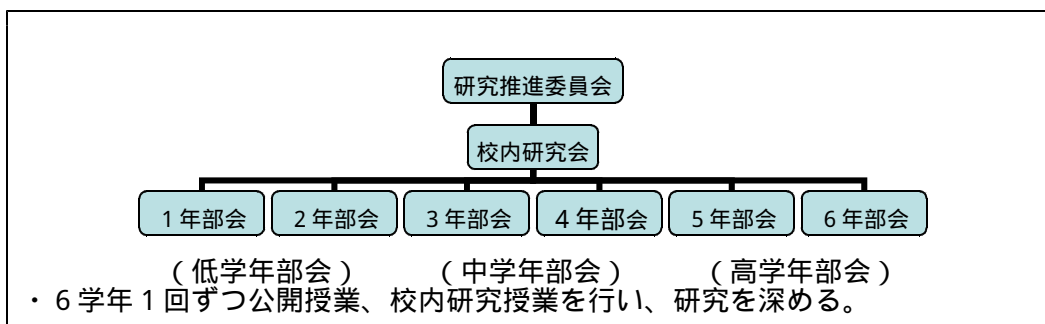 研究推進委員会
校内研究会
1年部会 2年部会 3年部会 4年部会 5年部会 6年部会
(低学年部会) (中学年部会) (高学年部会)
・6学年1回ずつ公開授業、校内研究授業を行い、研究を深める。